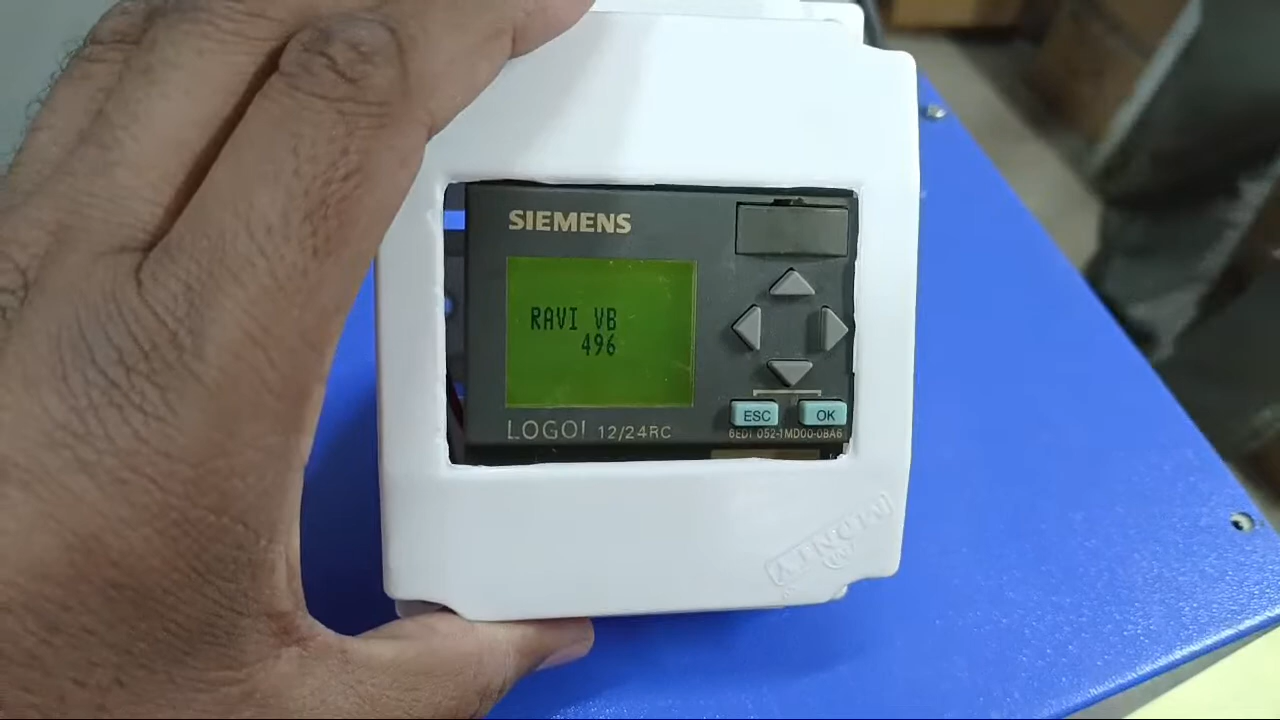 SIEMENS
RAVI VB
496
ESC
OK
LOGO! 12/24RC
6ED1 052-1MD00-0BA6